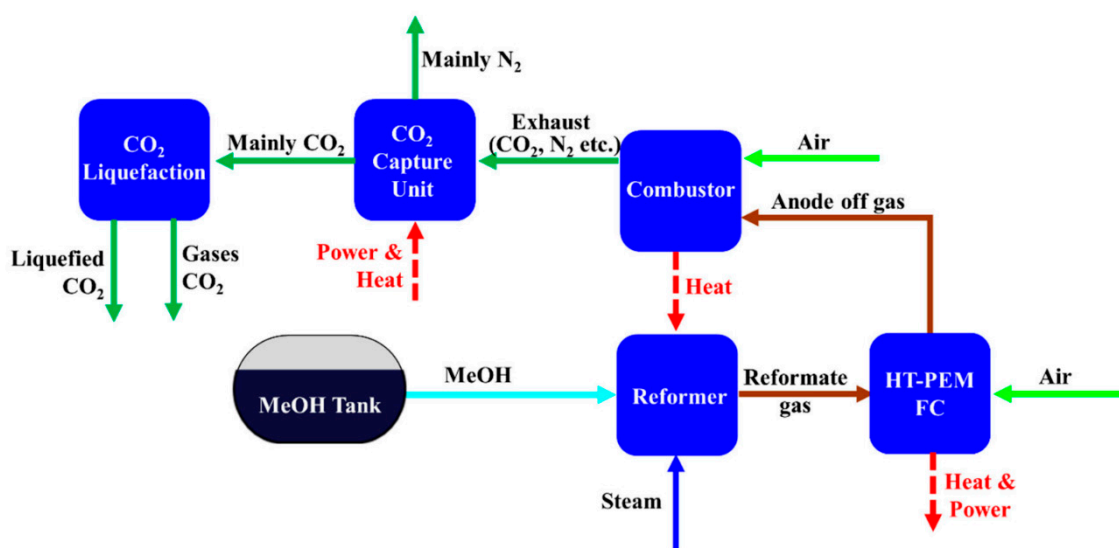 Mainly N₂
CO₂
Liquefaction
Mainly CO₂
CO₂
Capture
Unit
Exhaust
(CO₂, N₂ etc.)
Combustor
Air
Anode off gas
Liquefied
CO₂
Gases
CO₂
Power &
Heat
Heat
MeOH Tank
MeOH
Reformer
Reformate
gas
HT-PEM
FC
Air
Steam
Heat &
Power